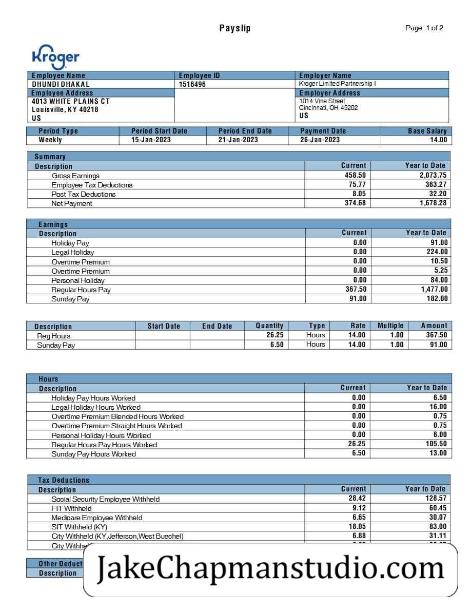 Payslip Page 1 of 2
Kroger
Employee Name Employee ID Employer Name
DHUNDI DHAKAL 1516496 Kroger Limited Partnership I
Employee Address Employer Address
4013 WHITE PLAINS CT 1014 Vine Street
Louisville, KY 40218 Cincinnati, OH 45202
US US
Period Type Period Start Date Period End Date Payment Date Base Salary
Weekly 15-Jan-2023 21-Jan-2023 26-Jan-2023 14.00
Summary
Description Current Year to Date
Gross Earnings 458.50 2,073.75
Employee Tax Deductions 75.77 363.27
Post Tax Deductions 8.05 32.20
Net Payment 374.68 1,678.28
Earnings
Description Current Year to Date
Holiday Pay 0.00 91.00
Legal Holiday 0.00 224.00
Overtime Premium 0.00 10.50
Overtime Premium 0.00 5.25
Personal Holiday 0.00 84.00
Regular Hours Pay 367.50 1,477.00
Sunday Pay 91.00 182.00
Description Start Date End Date Quantity Type Rate Multiple Amount
Reg Hours 26.25 Hours 14.00 1.00 367.50
Sunday Pay 6.50 Hours 14.00 1.00 91.00
Hours
Description Current Year to Date
Holiday Pay Hours Worked 0.00 6.50
Legal Holiday Hours Worked 0.00 16.00
Overtime Premium Blended Hours Worked 0.00 0.75
Overtime Premium Straight Hours Worked 0.00 0.75
Personal Holiday Hours Worked 0.00 6.00
Regular Hours Pay Hours Worked 26.25 105.50
Sunday Pay Hours Worked 6.50 13.00
Tax Deductions
Description Current Year to Date
Social Security Employee Withheld 28.42 128.57
FIT Withheld 9.12 60.45
Medicare Employee Withheld 6.65 30.07
SIT Withheld (KY) 18.05 83.00
City Withheld (KY,Jefferson,West Buechel) 6.88 31.11
City
Other
Description
JakeChapmanstudio.com